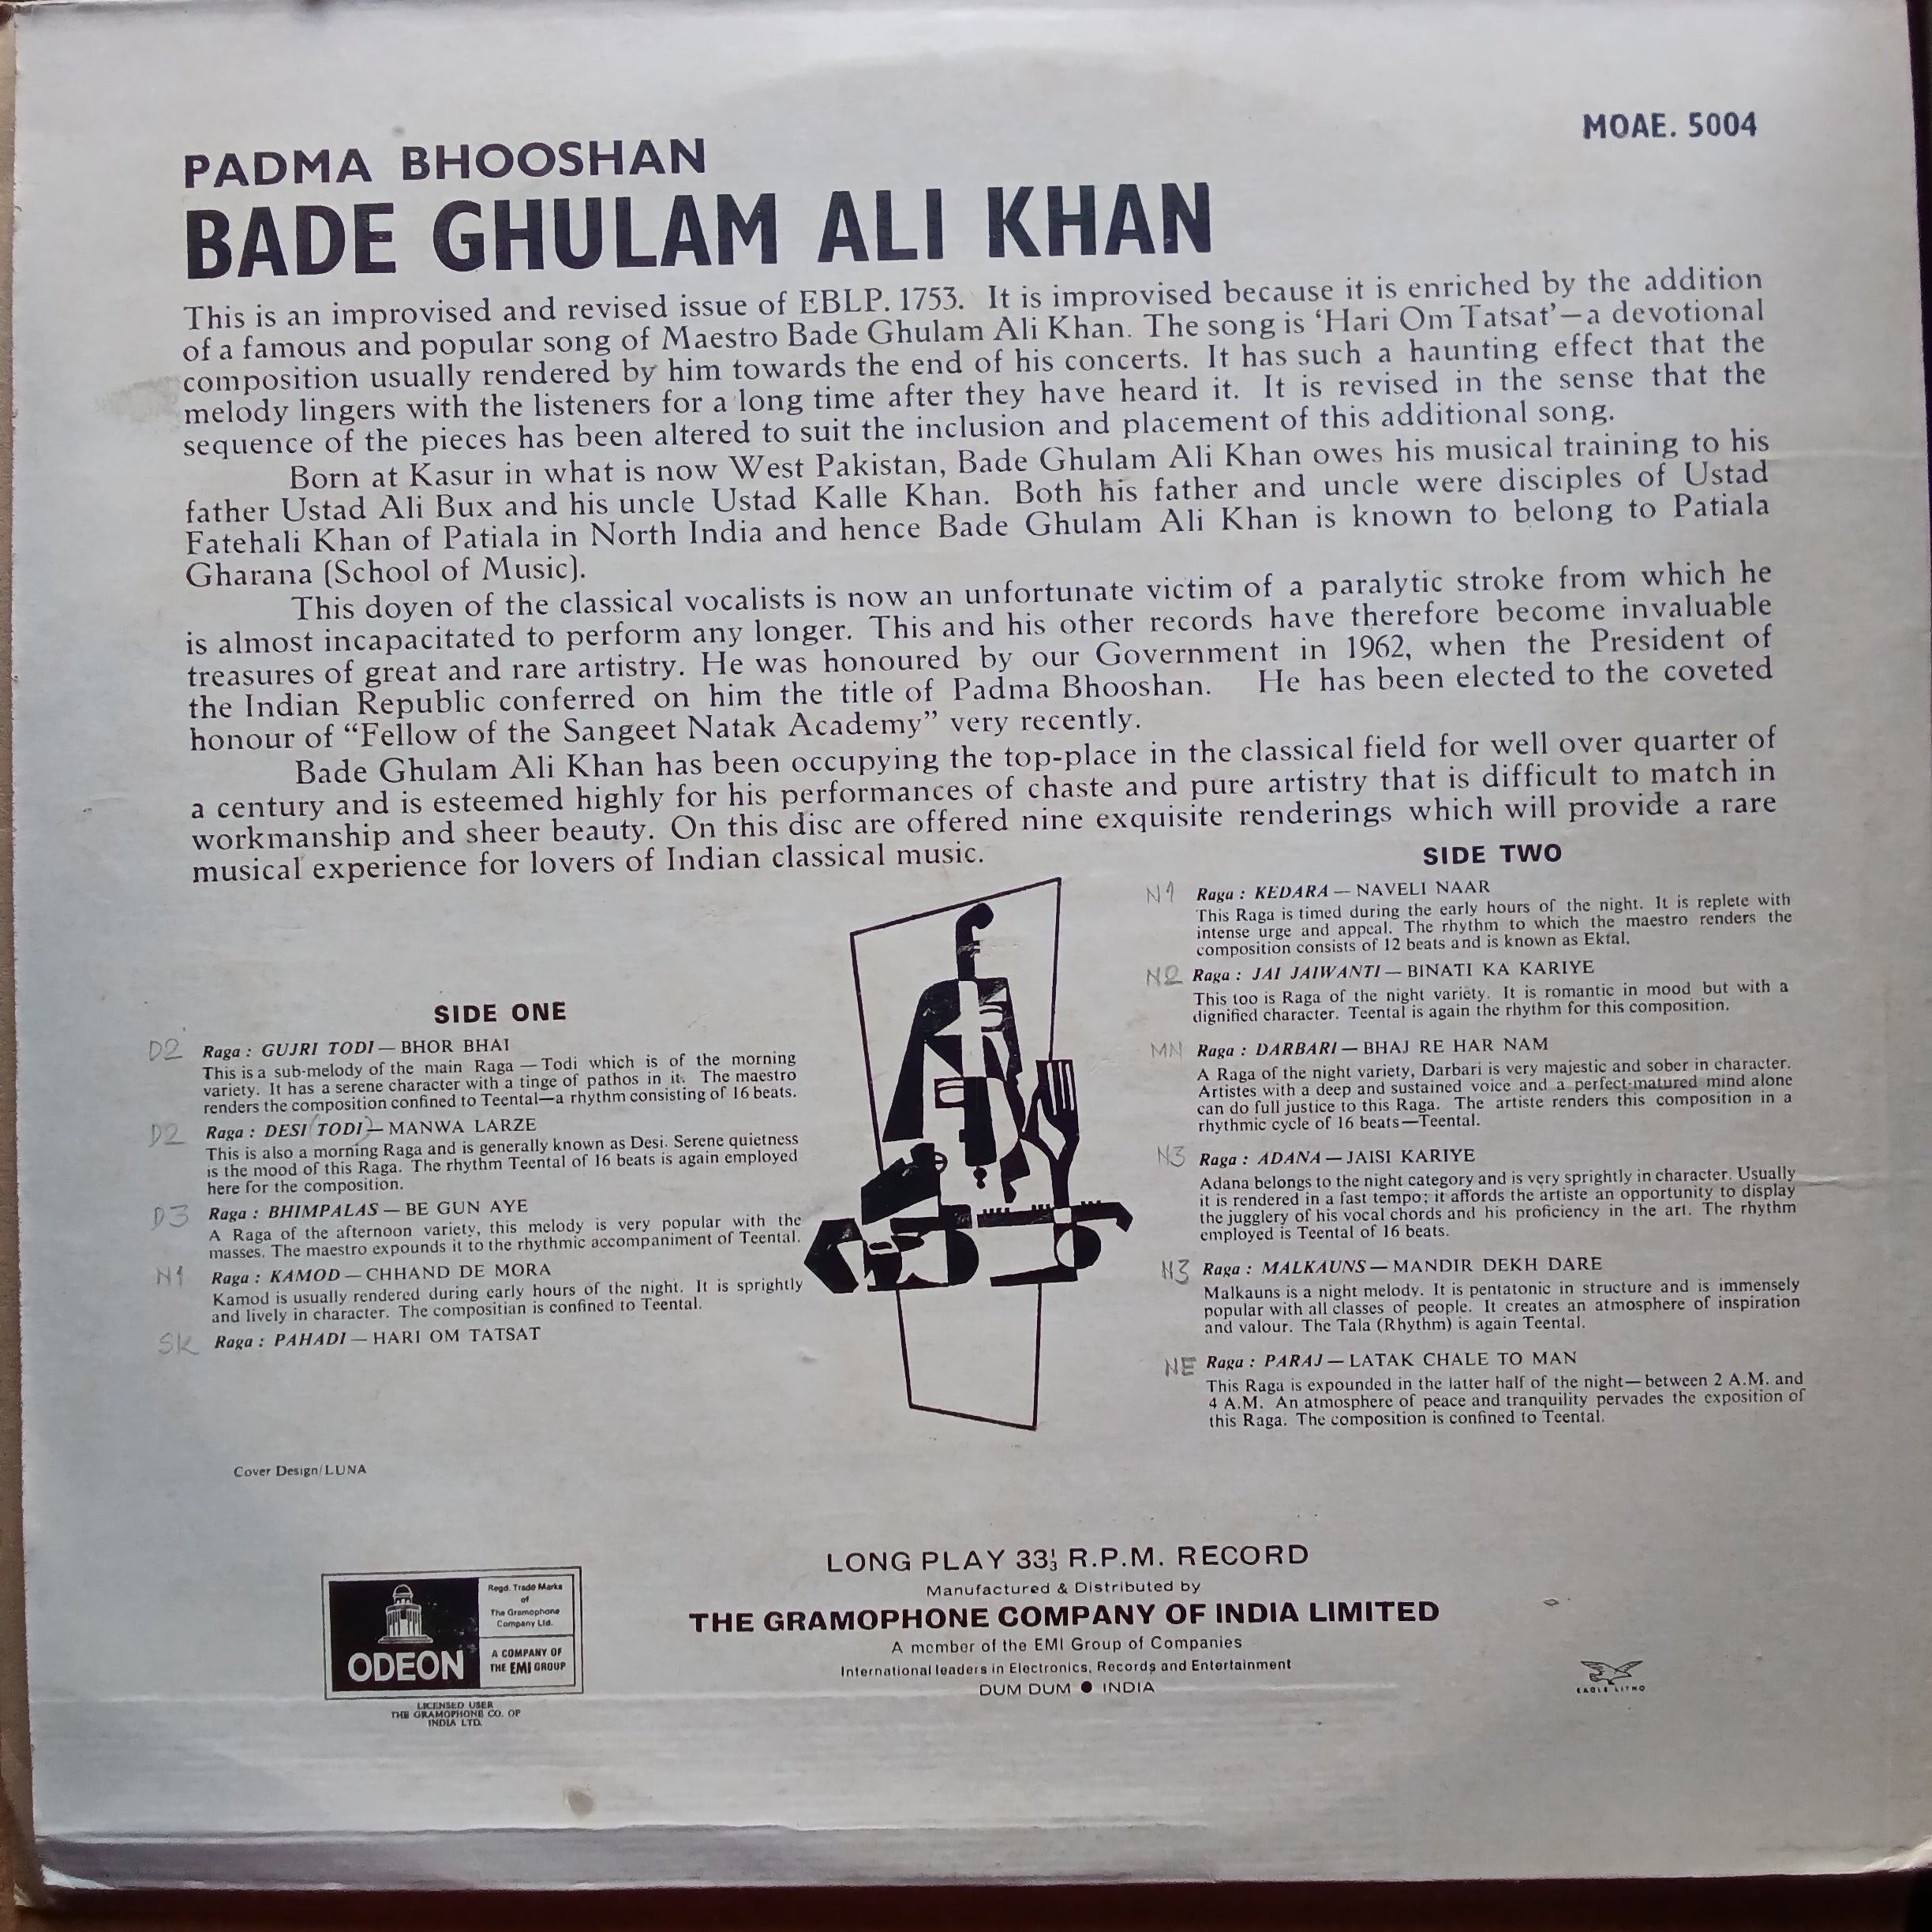 MOAE. 5004
PADMA BHOOSHAN
BADE GHULAM ALI KHAN
This is an improvised and revised issue of EBLP. 1753. It is improvised because it is enriched by the addition
of a famous and popular song of Maestro Bade Ghulam Ali Khan. The song is ‘Hari Om Tatsat’—a devotional
composition usually rendered by him towards the end of his concerts. It has such a haunting effect that the
melody lingers with the listeners for a long time after they have heard it. It is revised in the sense that the
sequence of the pieces has been altered to suit the inclusion and placement of this additional song.
Born at Kasur in what is now West Pakistan, Bade Ghulam Ali Khan owes his musical training to his
father Ustad Ali Bux and his uncle Ustad Kalle Khan. Both his father and uncle were disciples of Ustad
Fatehali Khan of Patiala in North India and hence Bade Ghulam Ali Khan is known to belong to Patiala
Gharana (School of Music).
This doyen of the classical vocalists is now an unfortunate victim of a paralytic stroke from which he
is almost incapacitated to perform any longer. This and his other records have therefore become invaluable
treasures of great and rare artistry. He was honoured by our Government in 1962, when the President of
the Indian Republic conferred on him the title of Padma Bhooshan. He has been elected to the coveted
honour of “Fellow of the Sangeet Natak Academy” very recently.
Bade Ghulam Ali Khan has been occupying the top-place in the classical field for well over quarter of
a century and is esteemed highly for his performances of chaste and pure artistry that is difficult to match in
workmanship and sheer beauty. On this disc are offered nine exquisite renderings which will provide a rare
musical experience for lovers of Indian classical music.
SIDE ONE
D2 Raga : GUJRI TODI — BHOR BHAI
This is a sub-melody of the main Raga — Todi which is of the morning
variety. It has a serene character with a tinge of pathos in it. The maestro
renders the composition confined to Teental—a rhythm consisting of 16 beats.
D2 Raga : DESI (TODI) — MANWA LARZE
This is also a morning Raga and is generally known as Desi. Serene quietness
is the mood of this Raga. The rhythm Teental of 16 beats is again employed
here for the composition.
D3 Raga : BHIMPALAS — BE GUN AYE
A Raga of the afternoon variety, this melody is very popular with the
masses. The maestro expounds it to the rhythmic accompaniment of Teental.
N1 Raga : KAMOD — CHHAND DE MORA
Kamod is usually rendered during early hours of the night. It is sprightly
and lively in character. The compositian is confined to Teental.
SK Raga : PAHADI — HARI OM TATSAT
SIDE TWO
N1 Raga : KEDARA — NAVELI NAAR
This Raga is timed during the early hours of the night. It is replete with
intense urge and appeal. The rhythm to which the maestro renders the
composition consists of 12 beats and is known as Ektal.
N2 Raga : JAI JAIWANTI — BINATI KA KARIYE
This too is Raga of the night variety. It is romantic in mood but with a
dignified character. Teental is again the rhythm for this composition.
MN Raga : DARBARI — BHAJ RE HAR NAM
A Raga of the night variety, Darbari is very majestic and sober in character.
Artistes with a deep and sustained voice and a perfect-matured mind alone
can do full justice to this Raga. The artiste renders this composition in a
rhythmic cycle of 16 beats—Teental.
N3 Raga : ADANA — JAISI KARIYE
Adana belongs to the night category and is very sprightly in character. Usually
it is rendered in a fast tempo; it affords the artiste an opportunity to display
the jugglery of his vocal chords and his proficiency in the art. The rhythm
employed is Teental of 16 beats.
N3 Raga : MALKAUNS — MANDIR DEKH DARE
Malkauns is a night melody. It is pentatonic in structure and is immensely
popular with all classes of people. It creates an atmosphere of inspiration
and valour. The Tala (Rhythm) is again Teental.
NE Raga : PARAJ — LATAK CHALE TO MAN
This Raga is expounded in the latter half of the night—between 2 A.M. and
4 A.M. An atmosphere of peace and tranquility pervades the exposition of
this Raga. The composition is confined to Teental.
Cover Design/LUNA
ODEON
Regd. Trade Marks
of
The Gramophone
Company Ltd.
A COMPANY OF
THE EMI GROUP
LICENSED USER
THE GRAMOPHONE CO. OF
INDIA LTD.
LONG PLAY 33⅓ R.P.M. RECORD
Manufactured & Distributed by
THE GRAMOPHONE COMPANY OF INDIA LIMITED
A member of the EMI Group of Companies
International leaders in Electronics, Records and Entertainment
DUM DUM ● INDIA
EAGLE LITHO